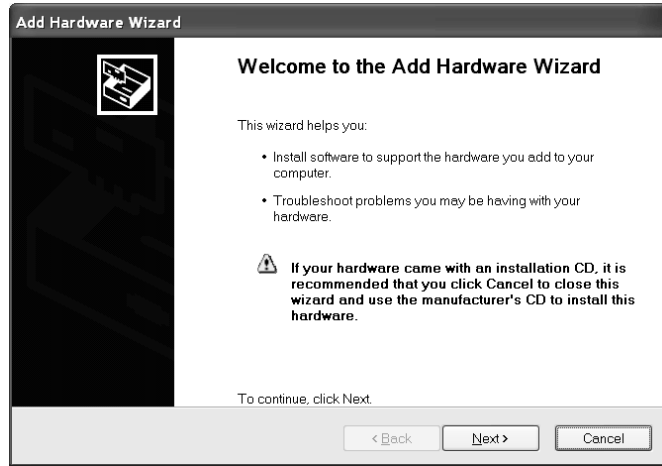 Add Hardware Wizard
Welcome to the Add Hardware Wizard
This wizard helps you:
• Install software to support the hardware you add to your
computer.
• Troubleshoot problems you may be having with your
hardware.
If your hardware came with an installation CD, it is
recommended that you click Cancel to close this
wizard and use the manufacturer's CD to install this
hardware.
To continue, click Next.
< Back Next > Cancel